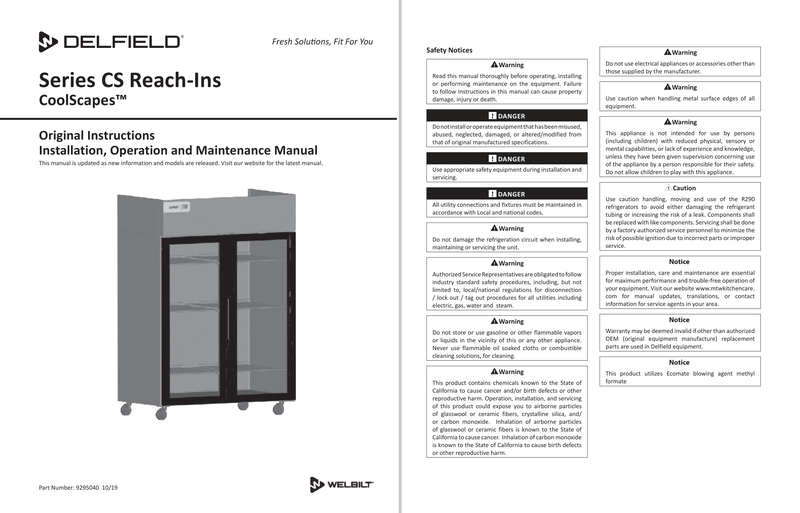 DELFIELD®
Fresh Solutions, Fit For You
Series CS Reach-Ins
CoolScapes™
Original Instructions
Installation, Operation and Maintenance Manual
This manual is updated as new information and models are released. Visit our website for the latest manual.
Delfield
Part Number: 9295040 10/19
WELBILT®
Safety Notices
Warning
Read this manual thoroughly before operating, installing
or performing maintenance on the equipment. Failure
to follow instructions in this manual can cause property
damage, injury or death.
DANGER
Do not install or operate equipment that has been misused,
abused, neglected, damaged, or altered/modified from
that of original manufactured specifications.
DANGER
Use appropriate safety equipment during installation and
servicing.
DANGER
All utility connections and fixtures must be maintained in
accordance with Local and national codes.
Warning
Do not damage the refrigeration circuit when installing,
maintaining or servicing the unit.
Warning
Authorized Service Representatives are obligated to follow
industry standard safety procedures, including, but not
limited to, local/national regulations for disconnection
/ lock out / tag out procedures for all utilities including
electric, gas, water and steam.
Warning
Do not store or use gasoline or other flammable vapors
or liquids in the vicinity of this or any other appliance.
Never use flammable oil soaked cloths or combustible
cleaning solutions, for cleaning.
Warning
This product contains chemicals known to the State of
California to cause cancer and/or birth defects or other
reproductive harm. Operation, installation, and servicing
of this product could expose you to airborne particles
of glasswool or ceramic fibers, crystalline silica, and/
or carbon monoxide. Inhalation of airborne particles
of glasswool or ceramic fibers is known to the State of
California to cause cancer. Inhalation of carbon monoxide
is known to the State of California to cause birth defects
or other reproductive harm.
Warning
Do not use electrical appliances or accessories other than
those supplied by the manufacturer.
Warning
Use caution when handling metal surface edges of all
equipment.
Warning
This appliance is not intended for use by persons
(including children) with reduced physical, sensory or
mental capabilities, or lack of experience and knowledge,
unless they have been given supervision concerning use
of the appliance by a person responsible for their safety.
Do not allow children to play with this appliance.
Caution
Use caution handling, moving and use of the R290
refrigerators to avoid either damaging the refrigerant
tubing or increasing the risk of a leak. Components shall
be replaced with like components. Servicing shall be done
by a factory authorized service personnel to minimize the
risk of possible ignition due to incorrect parts or improper
service.
Notice
Proper installation, care and maintenance are essential
for maximum performance and trouble-free operation of
your equipment. Visit our website www.mtwkitchencare.
com for manual updates, translations, or contact
information for service agents in your area.
Notice
Warranty may be deemed invalid if other than authorized
OEM (original equipment manufacture) replacement
parts are used in Delfield equipment.
Notice
This product utilizes Ecomate blowing agent methyl
formate